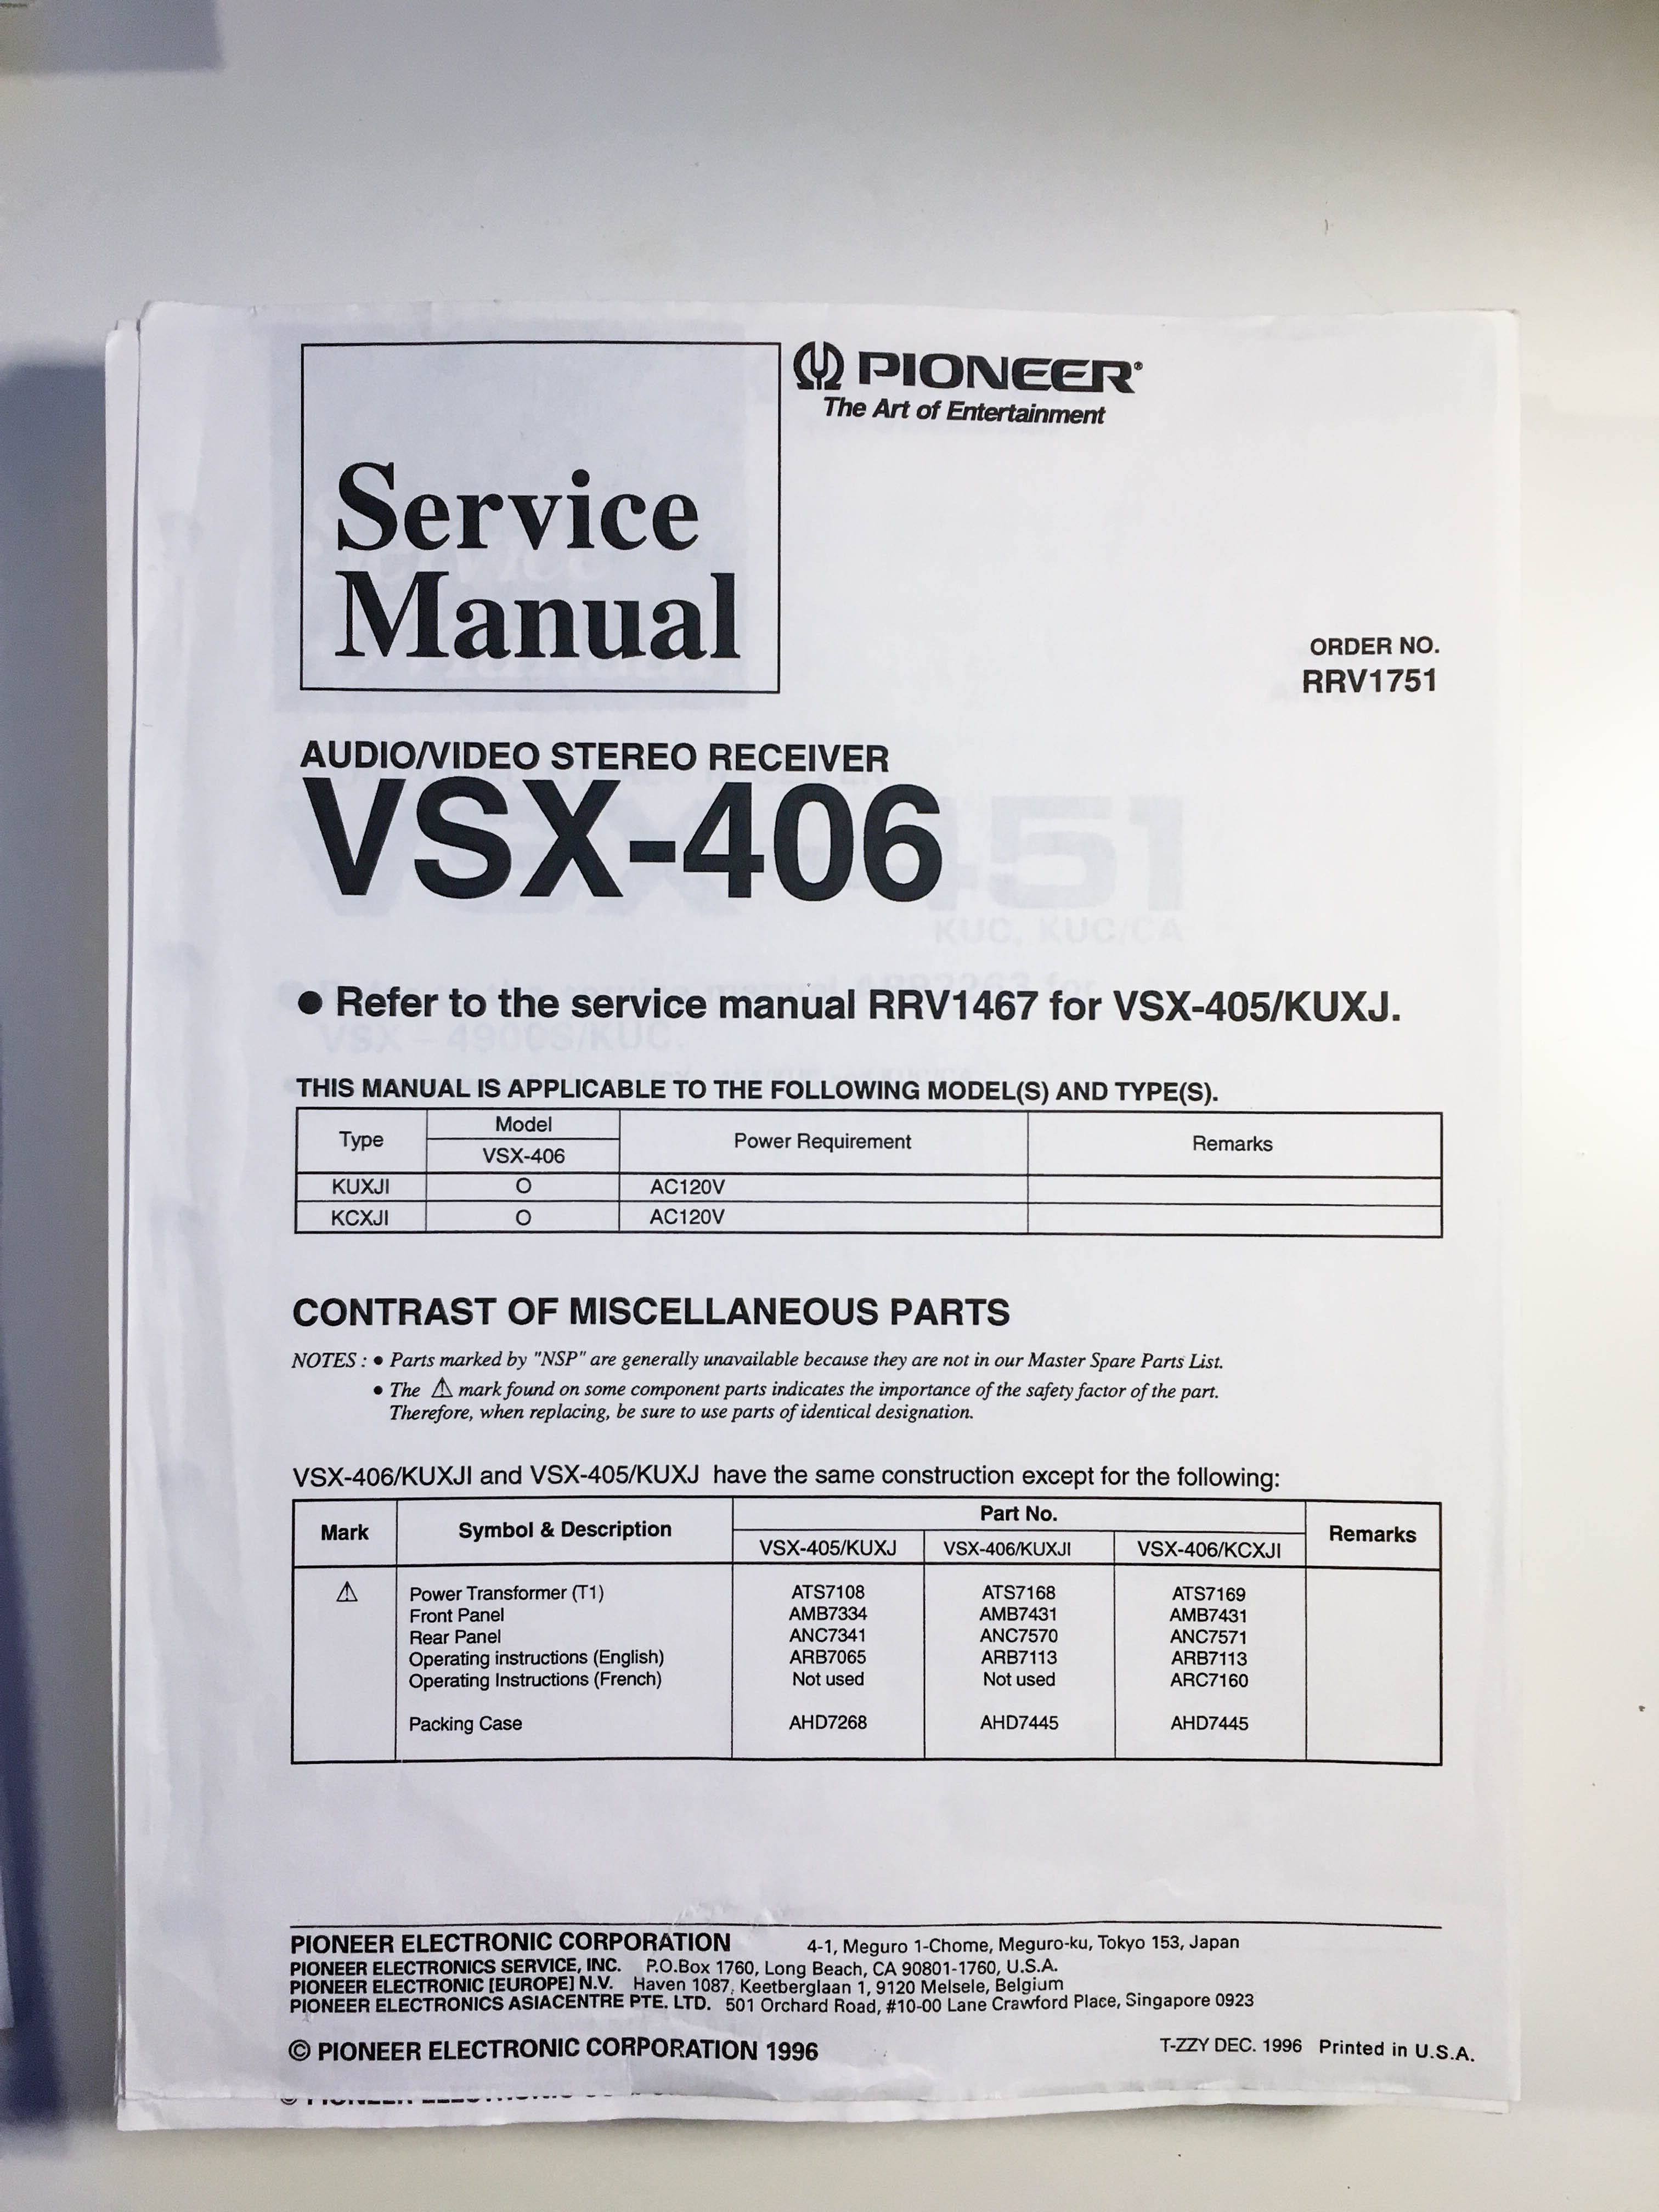 Service
Manual
PIONEER®
The Art of Entertainment
ORDER NO.
RRV1751
AUDIO/VIDEO STEREO RECEIVER
VSX-406
● Refer to the service manual RRV1467 for VSX-405/KUXJ.
THIS MANUAL IS APPLICABLE TO THE FOLLOWING MODEL(S) AND TYPE(S).
Type Model Power Requirement Remarks
VSX-406
KUXJI O AC120V
KCXJI O AC120V
CONTRAST OF MISCELLANEOUS PARTS
NOTES : ● Parts marked by "NSP" are generally unavailable because they are not in our Master Spare Parts List.
● The ⚠ mark found on some component parts indicates the importance of the safety factor of the part.
Therefore, when replacing, be sure to use parts of identical designation.
VSX-406/KUXJI and VSX-405/KUXJ have the same construction except for the following:
Mark Symbol & Description Part No. Remarks
VSX-405/KUXJ VSX-406/KUXJI VSX-406/KCXJI
⚠ Power Transformer (T1) ATS7108 ATS7168 ATS7169
Front Panel AMB7334 AMB7431 AMB7431
Rear Panel ANC7341 ANC7570 ANC7571
Operating instructions (English) ARB7065 ARB7113 ARB7113
Operating Instructions (French) Not used Not used ARC7160
Packing Case AHD7268 AHD7445 AHD7445
PIONEER ELECTRONIC CORPORATION 4-1, Meguro 1-Chome, Meguro-ku, Tokyo 153, Japan
PIONEER ELECTRONICS SERVICE, INC. P.O.Box 1760, Long Beach, CA 90801-1760, U.S.A.
PIONEER ELECTRONIC [EUROPE] N.V. Haven 1087, Keetberglaan 1, 9120 Melsele, Belgium
PIONEER ELECTRONICS ASIACENTRE PTE. LTD. 501 Orchard Road, #10-00 Lane Crawford Place, Singapore 0923
© PIONEER ELECTRONIC CORPORATION 1996
T-ZZY DEC. 1996 Printed in U.S.A.